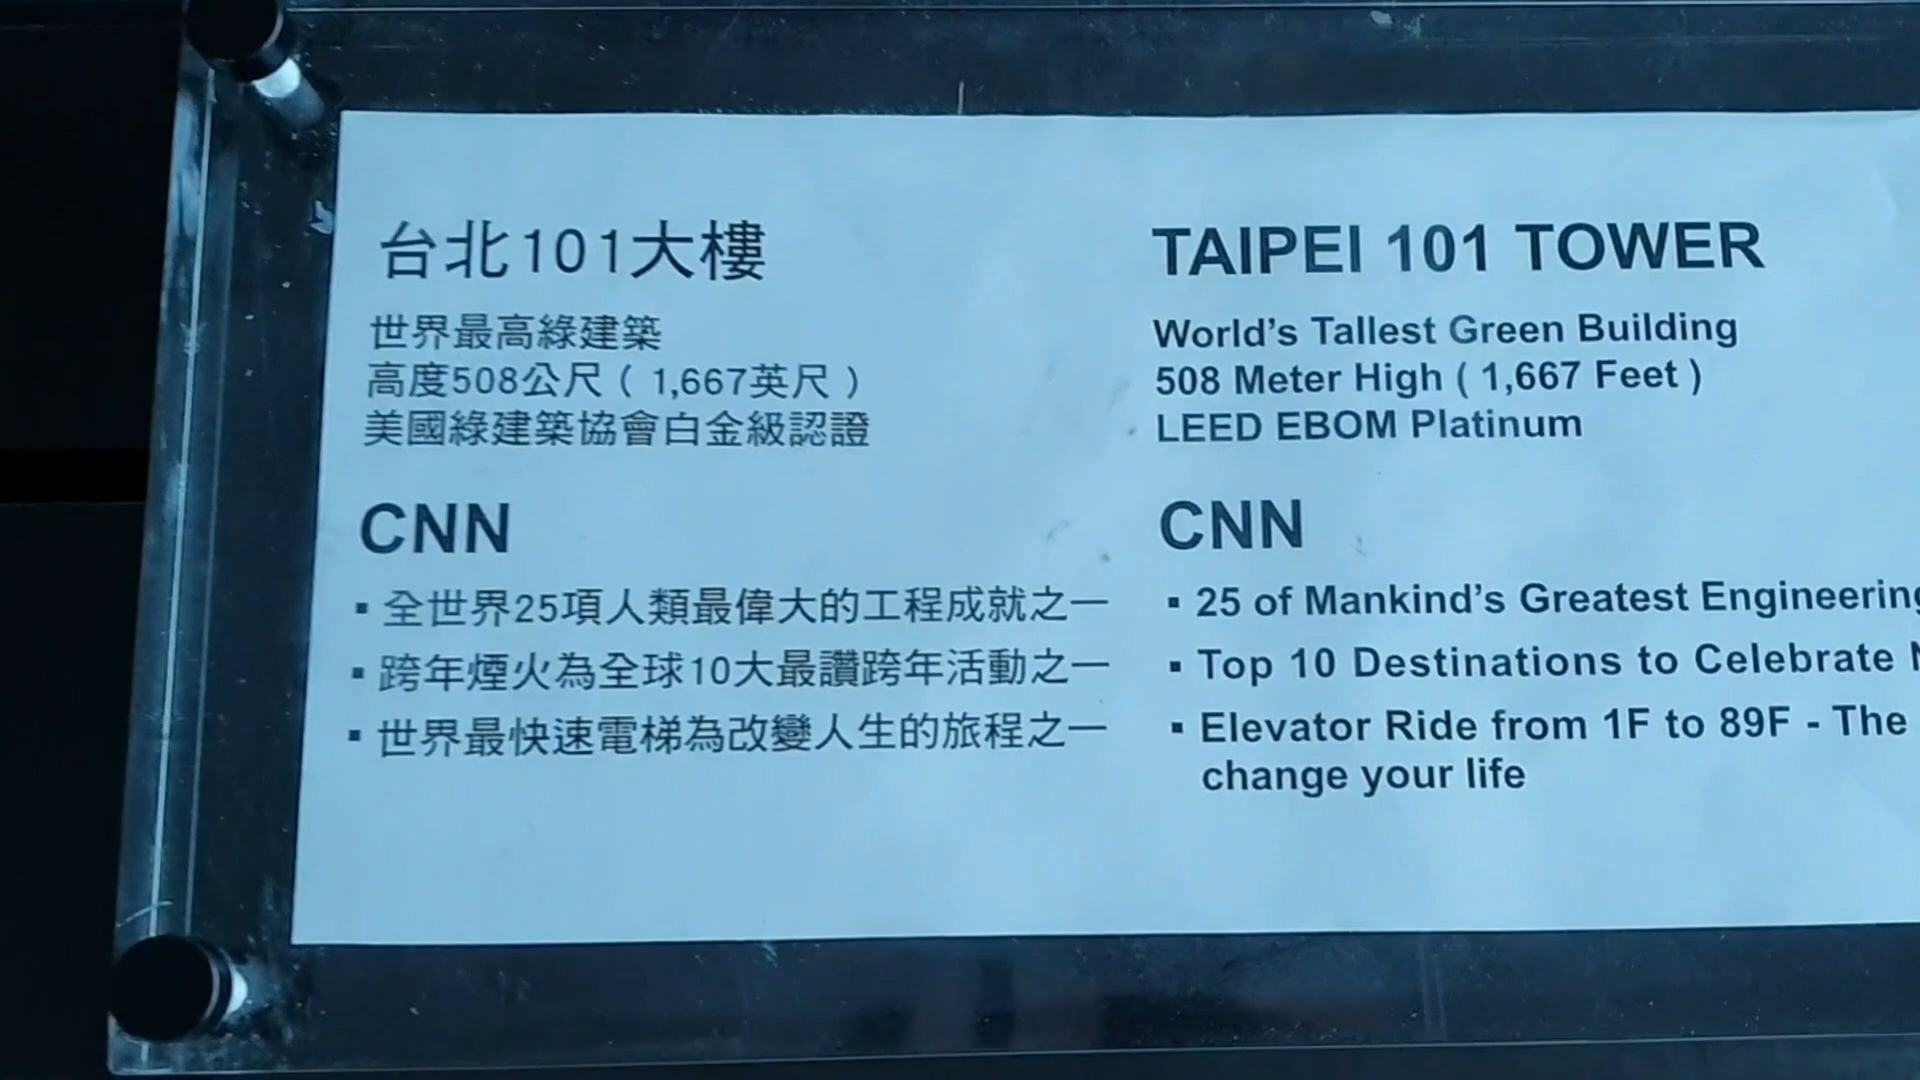 台北101大樓
世界最高綠建築
高度508公尺（1,667英尺）
美國綠建築協會白金級認證
CNN
▪ 全世界25項人類最偉大的工程成就之一
▪ 跨年煙火為全球10大最讚跨年活動之一
▪ 世界最快速電梯為改變人生的旅程之一
TAIPEI 101 TOWER
World’s Tallest Green Building
508 Meter High ( 1,667 Feet )
LEED EBOM Platinum
CNN
▪ 25 of Mankind’s Greatest Engineering
▪ Top 10 Destinations to Celebrate
▪ Elevator Ride from 1F to 89F - The
change your life